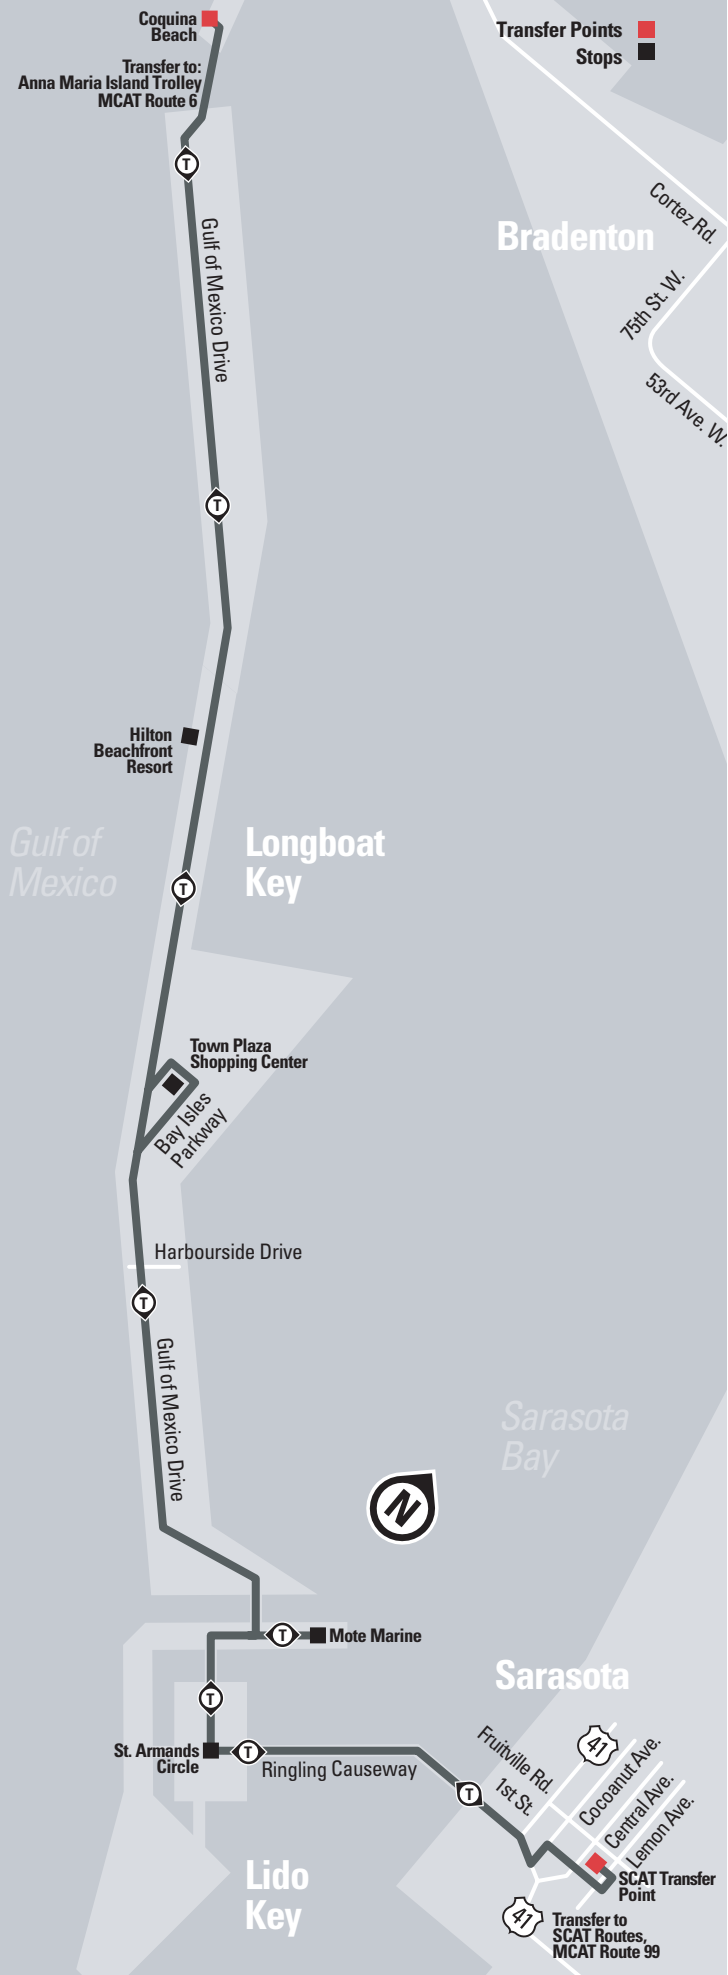 Coquina
Beach
Transfer to:
Anna Maria Island Trolley
MCAT Route 6
Transfer Points
Stops
T
Cortez Rd.
Bradenton
Gulf of Mexico Drive
75th St. W.
53rd Ave. W.
T
Hilton
Beachfront
Resort
Gulf of
Mexico
Longboat
Key
T
Town Plaza
Shopping Center
Bay Isles
Parkway
Harbourside Drive
T
Gulf of Mexico Drive
Sarasota
Bay
N
T
Mote Marine
Sarasota
T
St. Armands
Circle
T
Ringling Causeway
T
Fruitville Rd.
1st St.
41
Cocoanut Ave.
Central Ave.
Lemon Ave.
SCAT Transfer
Point
Lido
Key
41
Transfer to
SCAT Routes,
MCAT Route 99